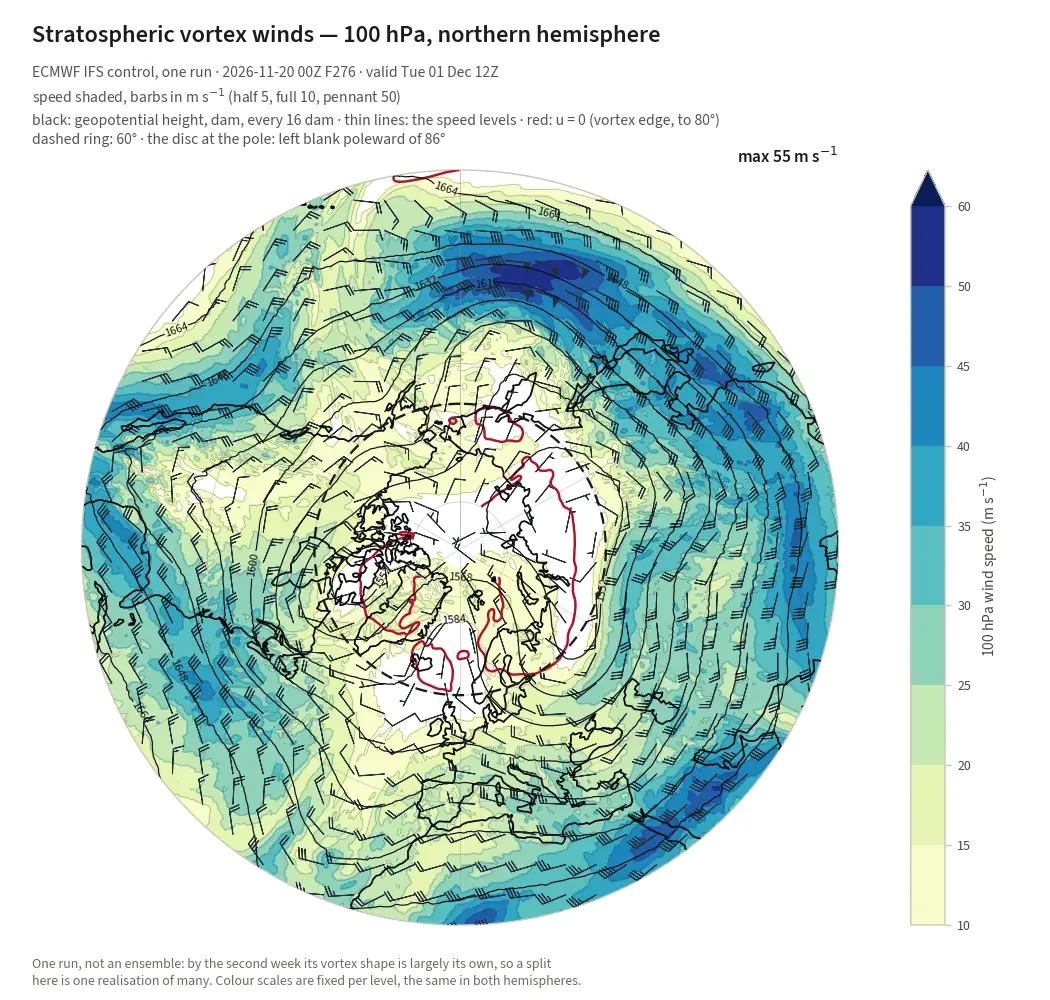 Stratospheric vortex winds — 100 hPa, northern hemisphere
ECMWF IFS control, one run · 2026-11-20 00Z F276 · valid Tue 01 Dec 12Z
speed shaded, barbs in m s⁻¹ (half 5, full 10, pennant 50)
black: geopotential height, dam, every 16 dam · thin lines: the speed levels · red: u = 0 (vortex edge, to 80°)
dashed ring: 60° · the disc at the pole: left blank poleward of 86°
max 55 m s⁻¹
1664
1632
1616
1664
1600
1568
1584
60
50
45
40
35
30
25
20
15
10
100 hPa wind speed (m s⁻¹)
One run, not an ensemble: by the second week its vortex shape is largely its own, so a split
here is one realisation of many. Colour scales are fixed per level, the same in both hemispheres.